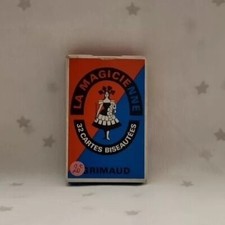 LA MAGICIENNE
32 CARTES BISEAUTÉES
GRIMAUD